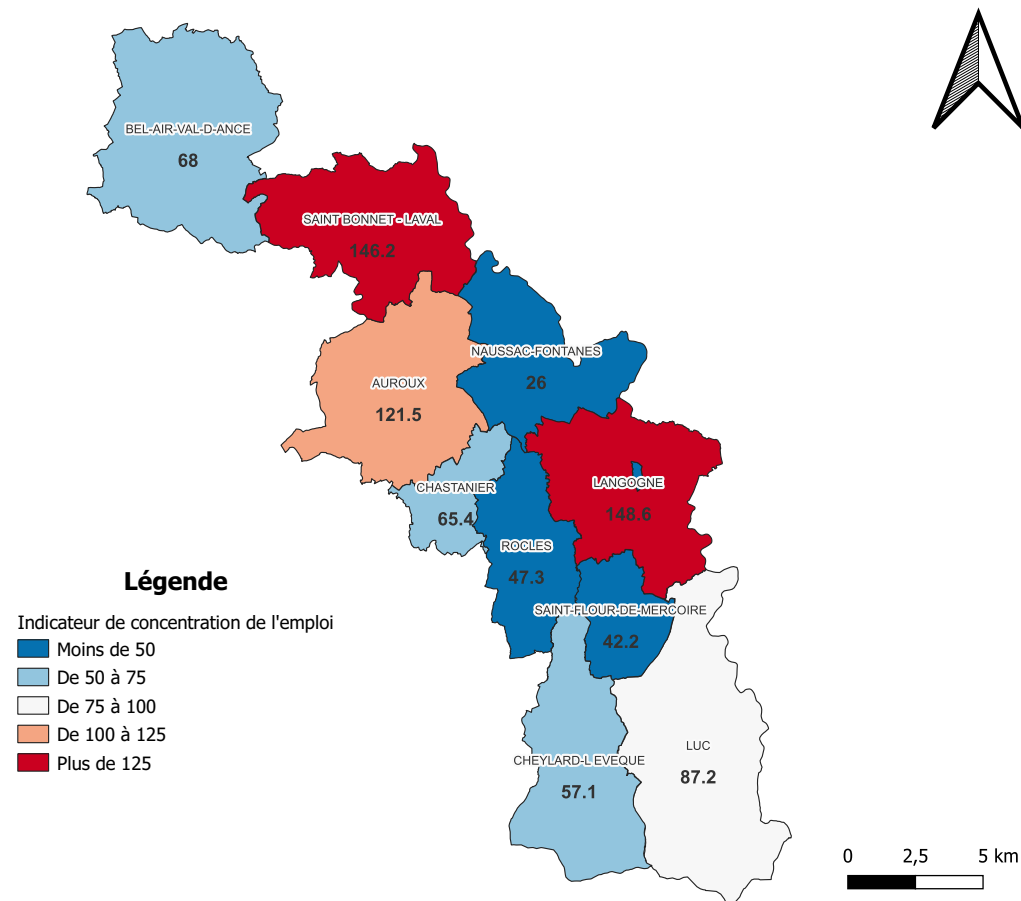 BEL-AIR-VAL-D-ANCE
68
SAINT BONNET - LAVAL
146.2
NAUSSAC-FONTANES
26
AUROUX
121.5
CHASTANIER
65.4
LANGOGNE
148.6
ROCLES
47.3
SAINT-FLOUR-DE-MERCOIRE
42.2
LUC
87.2
CHEYLARD-L EVEQUE
57.1
Légende
Indicateur de concentration de l'emploi
Moins de 50
De 50 à 75
De 75 à 100
De 100 à 125
Plus de 125
0 2,5 5 km